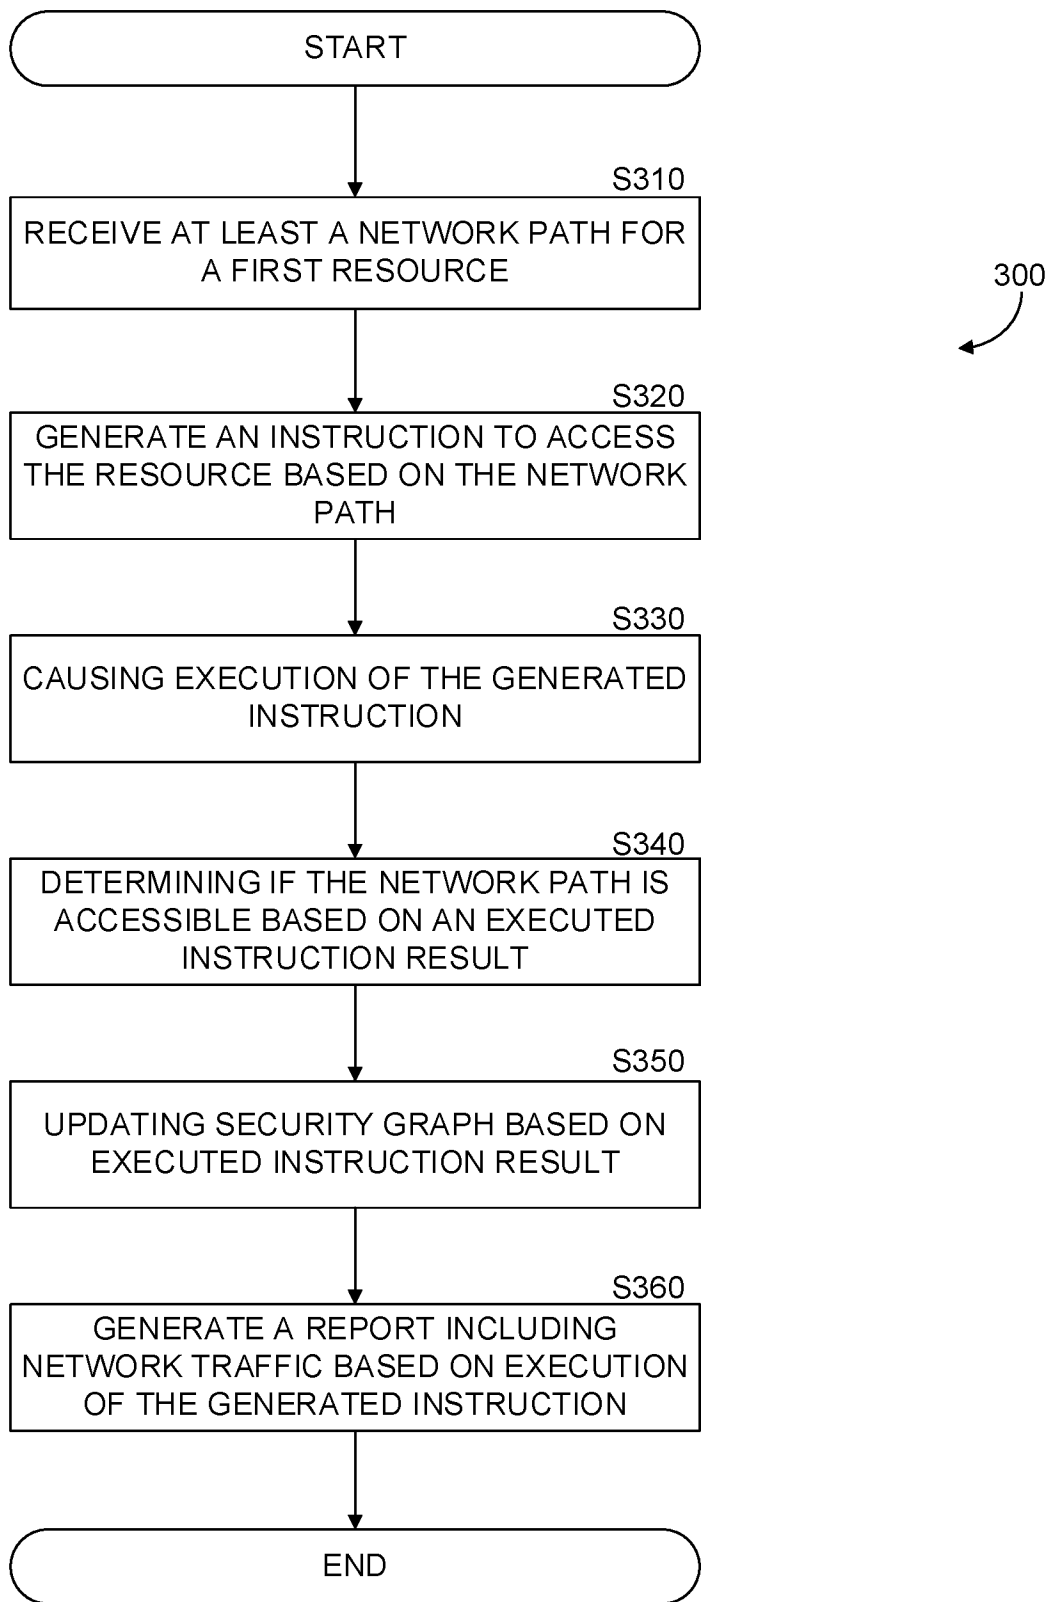 START
S310
RECEIVE AT LEAST A NETWORK PATH FOR
A FIRST RESOURCE
300
S320
GENERATE AN INSTRUCTION TO ACCESS
THE RESOURCE BASED ON THE NETWORK
PATH
S330
CAUSING EXECUTION OF THE GENERATED
INSTRUCTION
S340
DETERMINING IF THE NETWORK PATH IS
ACCESSIBLE BASED ON AN EXECUTED
INSTRUCTION RESULT
S350
UPDATING SECURITY GRAPH BASED ON
EXECUTED INSTRUCTION RESULT
S360
GENERATE A REPORT INCLUDING
NETWORK TRAFFIC BASED ON EXECUTION
OF THE GENERATED INSTRUCTION
END